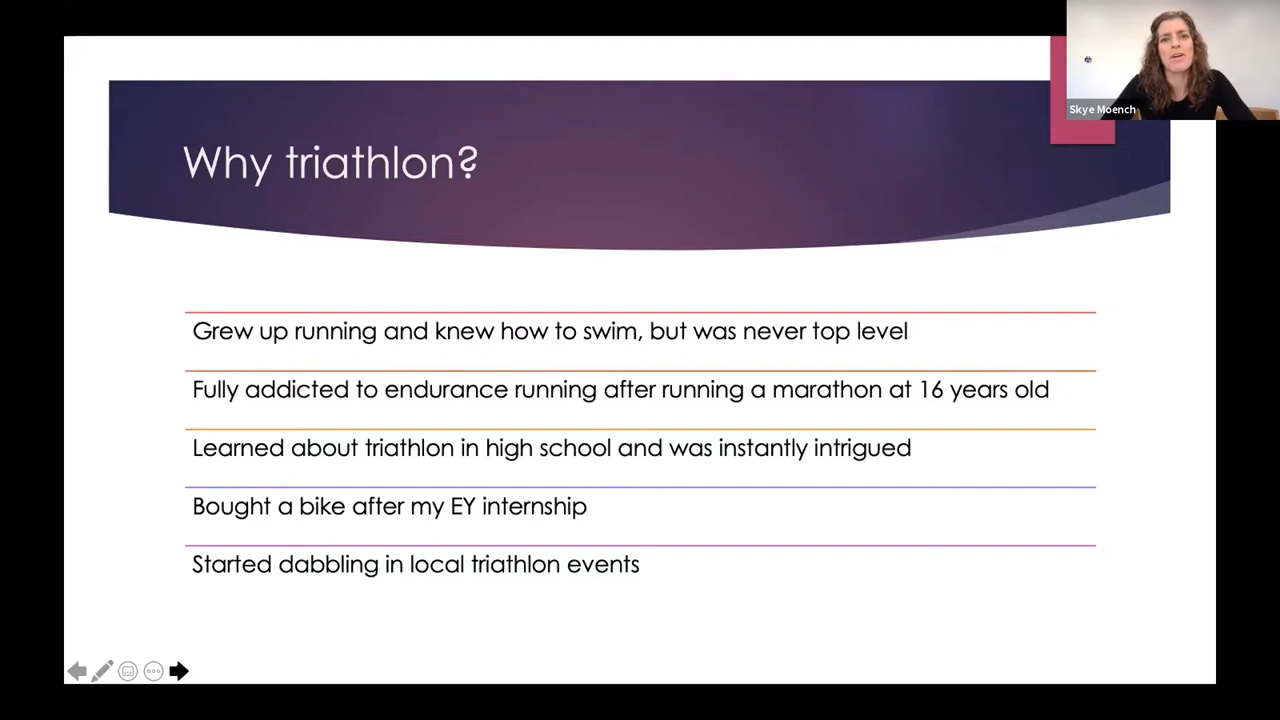 Skye Moench
Why triathlon?
Grew up running and knew how to swim, but was never top level
Fully addicted to endurance running after running a marathon at 16 years old
Learned about triathlon in high school and was instantly intrigued
Bought a bike after my EY internship
Started dabbling in local triathlon events